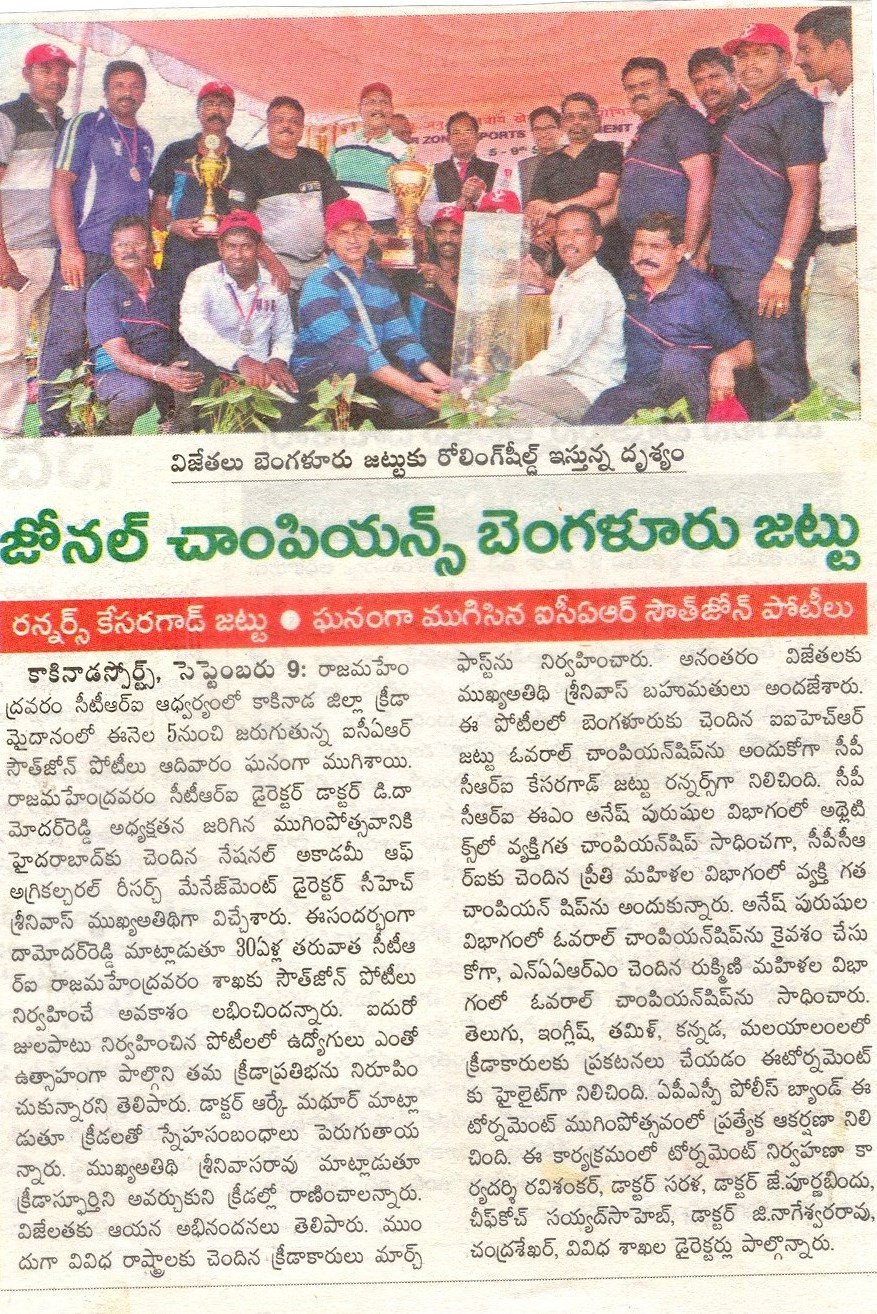 5 - 9th S
విజేతలు బెంగళూరు జట్టుకు రోలింగ్‌షీల్డ్ ఇస్తున్న దృశ్యం
జోనల్ చాంపియన్స్ బెంగళూరు జట్టు
రన్నర్స్ కేసరగాడ్ జట్టు ● ఘనంగా ముగిసిన ఐసీఏఆర్ సౌత్‌జోన్ పోటీలు
కాకినాడస్పోర్ట్స్, సెప్టెంబరు 9: రాజమహేం
ద్రవరం సీటీఆర్ఐ ఆధ్వర్యంలో కాకినాడ జిల్లా క్రీడా
మైదానంలో ఈనెల 5నుంచి జరుగుతున్న ఐసీఏఆర్
సౌత్‌జోన్ పోటీలు ఆదివారం ఘనంగా ముగిశాయి.
రాజమహేంద్రవరం సీటీఆర్ఐ డైరెక్టర్ డాక్టర్ డి.దా
మోదర్‌రెడ్డి అధ్యక్షతన జరిగిన ముగింపోత్సవానికి
హైదరాబాద్‌కు చెందిన నేషనల్ అకాడమీ ఆఫ్
అగ్రికల్చరల్ రీసర్చ్ మేనేజ్‌మెంట్ డైరెక్టర్ సీహెచ్
శ్రీనివాస్ ముఖ్యఅతిథిగా విచ్చేశారు. ఈసందర్భంగా
దామోదర్‌రెడ్డి మాట్లాడుతూ 30ఏళ్ల తరువాత సీటీఆ
ర్ఐ రాజమహేంద్రవరం శాఖకు సౌత్‌జోన్ పోటీలు
నిర్వహించే అవకాశం లభించిందన్నారు. ఐదురో
జులపాటు నిర్వహించిన పోటీలలో ఉద్యోగులు ఎంతో
ఉత్సాహంగా పాల్గొని తమ క్రీడాప్రతిభను నిరూపిం
చుకున్నారని తెలిపారు. డాక్టర్ ఆర్కే మథూర్ మాట్లా
డుతూ క్రీడలతో స్నేహసంబంధాలు పెరుగుతాయ
న్నారు. ముఖ్యఅతిథి శ్రీనివాసరావు మాట్లాడుతూ
క్రీడాస్ఫూర్తిని అవర్చుకుని క్రీడల్లో రాణించాలన్నారు.
విజేలతకు ఆయన అభినందనలు తెలిపారు. ముం
దుగా వివిధ రాష్ట్రాలకు చెందిన క్రీడాకారులు మార్చ్
ఫాస్ట్‌ను నిర్వహించారు. అనంతరం విజేతలకు
ముఖ్యఅతిథి శ్రీనివాస్ బహుమతులు అందజేశారు.
ఈ పోటీలలో బెంగళూరుకు చెందిన ఐఐహెచ్ఆర్
జట్టు ఓవరాల్ చాంపియన్‌షిప్‌ను అందుకోగా సీపీ
సీఆర్ఐ కేసరగాడ్ జట్టు రన్నర్స్‌గా నిలిచింది. సీపీ
సీఆర్ఐ ఈఎం అనేష్ పురుషుల విభాగంలో అథ్లెటి
క్స్‌లో వ్యక్తిగత చాంపియన్‌షిప్ సాధించగా, సీపీసీఆ
ర్ఐకు చెందిన ప్రీతి మహిళల విభాగంలో వ్యక్తి గత
చాంపియన్ షిప్‌ను అందుకున్నారు. అనేష్ పురుషుల
విభాగంలో ఓవరాల్ చాంపియన్‌షిప్‌ను కైవశం చేసు
కోగా, ఎన్ఏఏఆర్ఎం చెందిన రుక్మిణి మహిళల విభా
గంలో ఓవరాల్ చాంపియన్‌షిప్‌ను సాధించారు.
తెలుగు, ఇంగ్లీష్, తమిళ్, కన్నడ, మలయాలంలలో
క్రీడాకారులకు ప్రకటనలు చేయడం ఈటోర్నమెంట్
కు హైలైట్‌గా నిలిచింది. ఏపీఎస్పీ పోలీస్ బ్యాండ్ ఈ
టోర్నమెంట్ ముగింపోత్సవంలో ప్రత్యేక ఆకర్షణా నిలి
చింది. ఈ కార్యక్రమంలో టోర్నమెంట్ నిర్వహణా కా
ర్యదర్శి రవిశంకర్, డాక్టర్ సరళ, డాక్టర్ జే.పూర్ణబిందు,
చీఫ్‌కోచ్ సయ్యద్‌సాహెబ్, డాక్టర్ జి.నాగేశ్వరరావు,
చంద్రశేఖర్, వివిధ శాఖల డైరెక్టర్లు పాల్గొన్నారు.